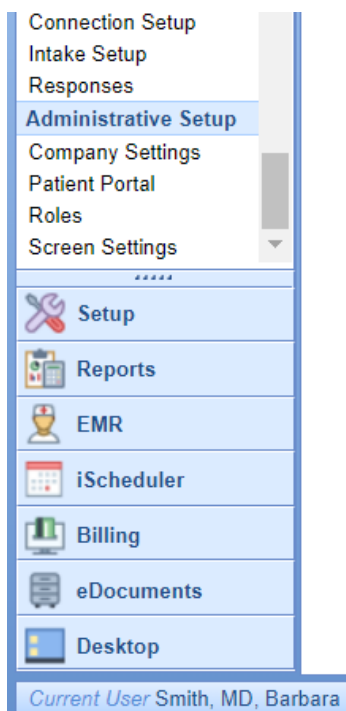 Connection Setup
Intake Setup
Responses
Administrative Setup
Company Settings
Patient Portal
Roles
Screen Settings
Setup
Reports
EMR
iScheduler
Billing
eDocuments
Desktop
Current User Smith, MD, Barbara